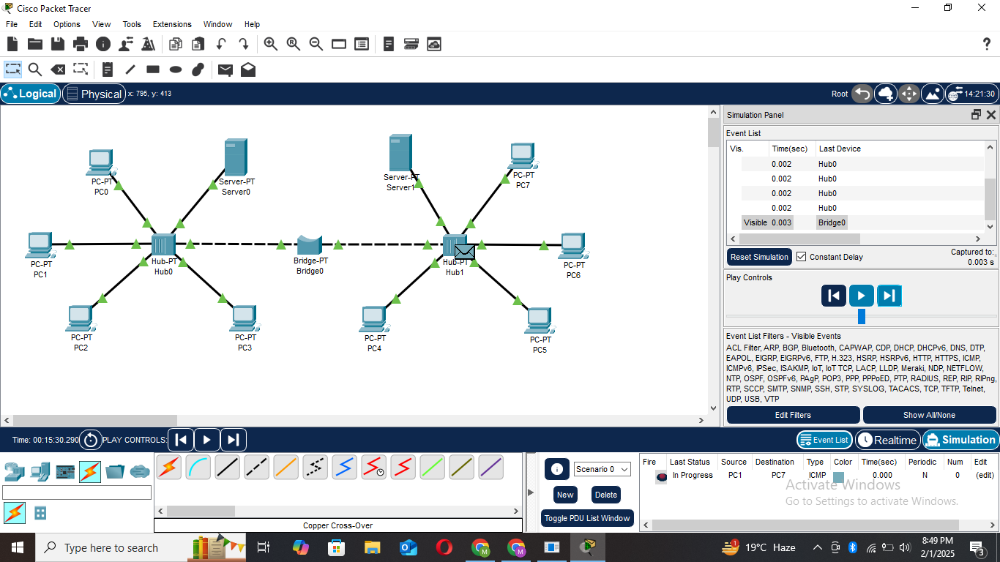 Cisco Packet Tracer
File Edit Options View Tools Extensions Window Help
Logical Physical x: 795, y: 413
Root 14:21:30
PC-PT
PC0
Server-PT
Server0
Server-PT
Server1
PC-PT
PC7
PC-PT
PC1
Hub-PT
Hub0
Bridge-PT
Bridge0
Hub-PT
Hub1
PC-PT
PC6
PC-PT
PC2
PC-PT
PC3
PC-PT
PC4
PC-PT
PC5
Simulation Panel
Event List
Vis. Time(sec) Last Device
0.002 Hub0
0.002 Hub0
0.002 Hub0
0.002 Hub0
Visible 0.003 Bridge0
Reset Simulation Constant Delay Captured to:
0.003 s
Play Controls
Event List Filters - Visible Events
ACL Filter, ARP, BGP, Bluetooth, CAPWAP, CDP, DHCP, DHCPv6, DNS, DTP,
EAPOL, EIGRP, EIGRPv6, FTP, H.323, HSRP, HSRPv6, HTTP, HTTPS, ICMP,
ICMPv6, IPSec, ISAKMP, IoT, IoT TCP, LACP, LLDP, Meraki, NDP, NETFLOW,
NTP, OSPF, OSPFv6, PAgP, POP3, PPP, PPPoED, PTP, RADIUS, REP, RIP, RIPng,
RTP, SCCP, SMTP, SNMP, SSH, STP, SYSLOG, TACACS, TCP, TFTP, Telnet,
UDP, USB, VTP
Edit Filters Show All/None
Time: 00:15:30.290 PLAY CONTROLS:
Event List Realtime Simulation
Copper Cross-Over
Scenario 0
New Delete
Toggle PDU List Window
Fire Last Status Source Destination Type Color Time(sec) Periodic Num Edit
In Progress PC1 PC7 ICMP 0.000 N 0 (edit)
Activate Windows
Go to Settings to activate Windows.
Type here to search
19°C Haze
8:49 PM
2/1/2025